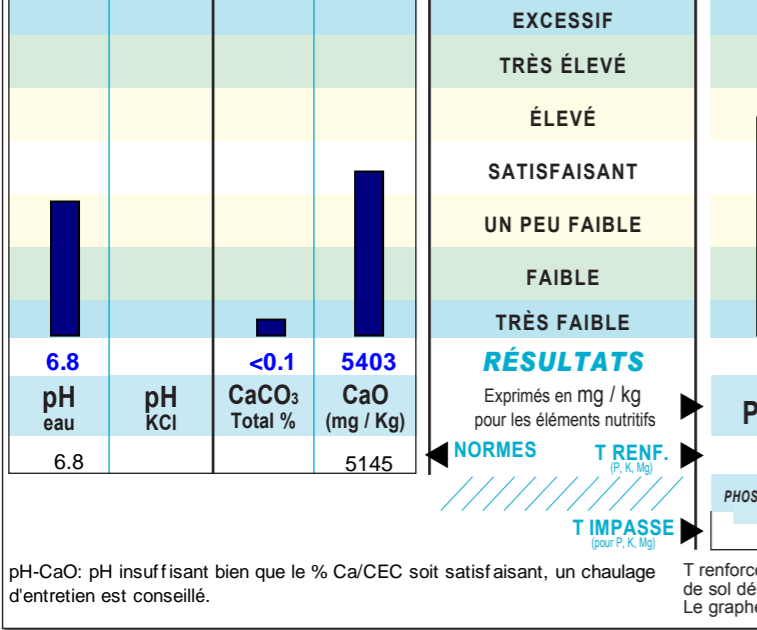 EXCESSIF
TRÈS ÉLEVÉ
ÉLEVÉ
SATISFAISANT
UN PEU FAIBLE
FAIBLE
TRÈS FAIBLE
6.8 <0.1 5403 RÉSULTATS
pH pH CaCO₃ CaO Exprimés en mg / kg
eau KCl Total % (mg / Kg) pour les éléments nutritifs
P
6.8 5145 NORMES T RENF.
(P, K, Mg)
PHOS
T IMPASSE
(pour P, K, Mg)
pH-CaO: pH insuffisant bien que le % Ca/CEC soit satisfaisant, un chaulage
d'entretien est conseillé.
T renforcé
de sol dé
Le graphe